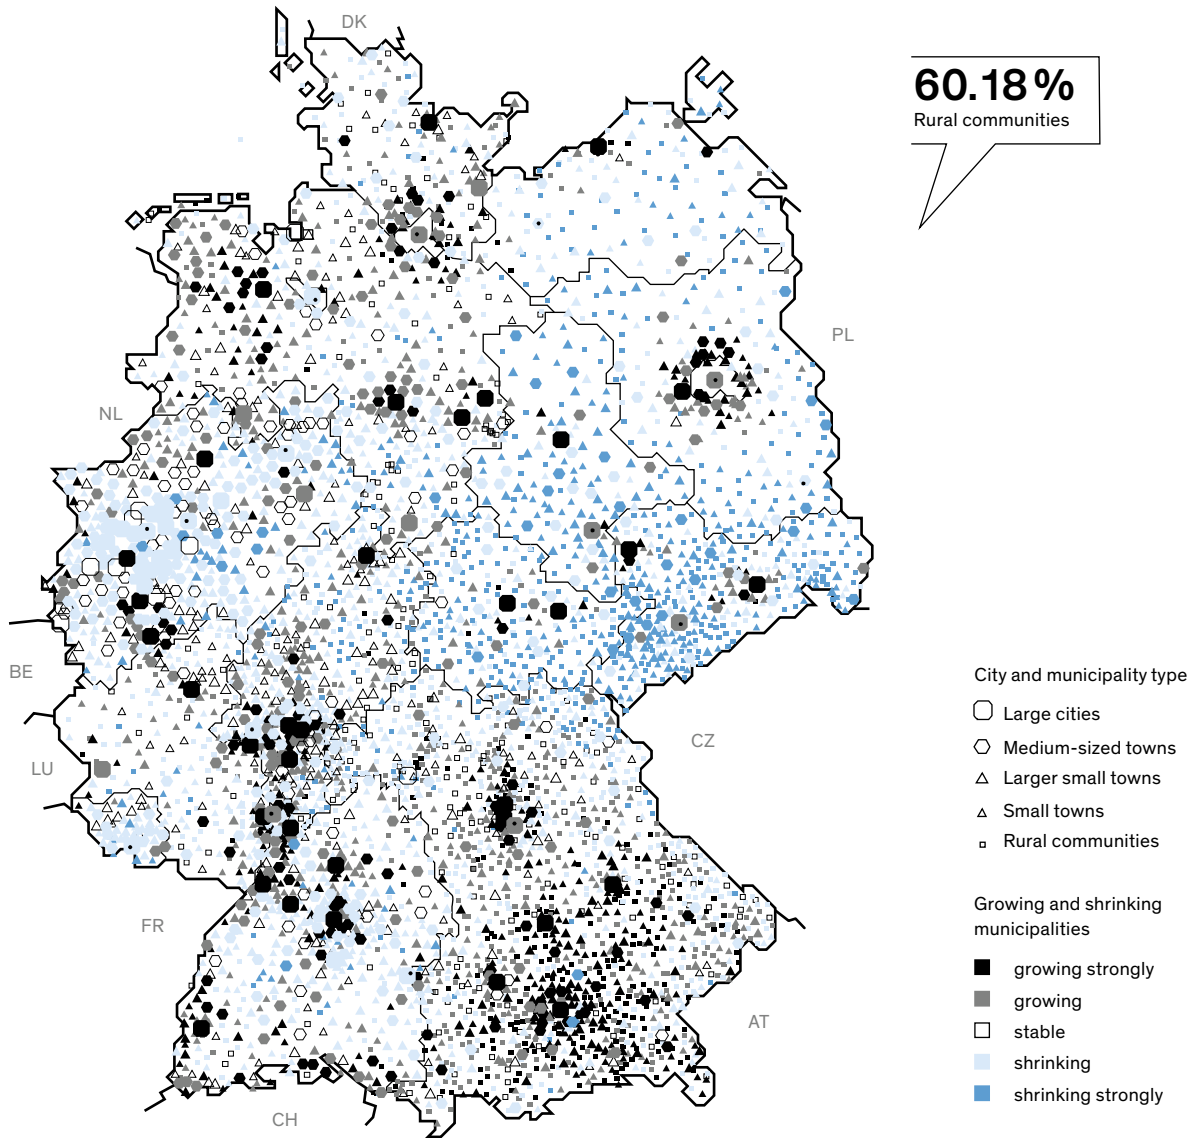 DK
60.18 %
Rural communities
PL
NL
BE
LU
CZ
FR
AT
CH
City and municipality type
Large cities
Medium-sized towns
Larger small towns
Small towns
Rural communities
Growing and shrinking
municipalities
growing strongly
growing
stable
shrinking
shrinking strongly